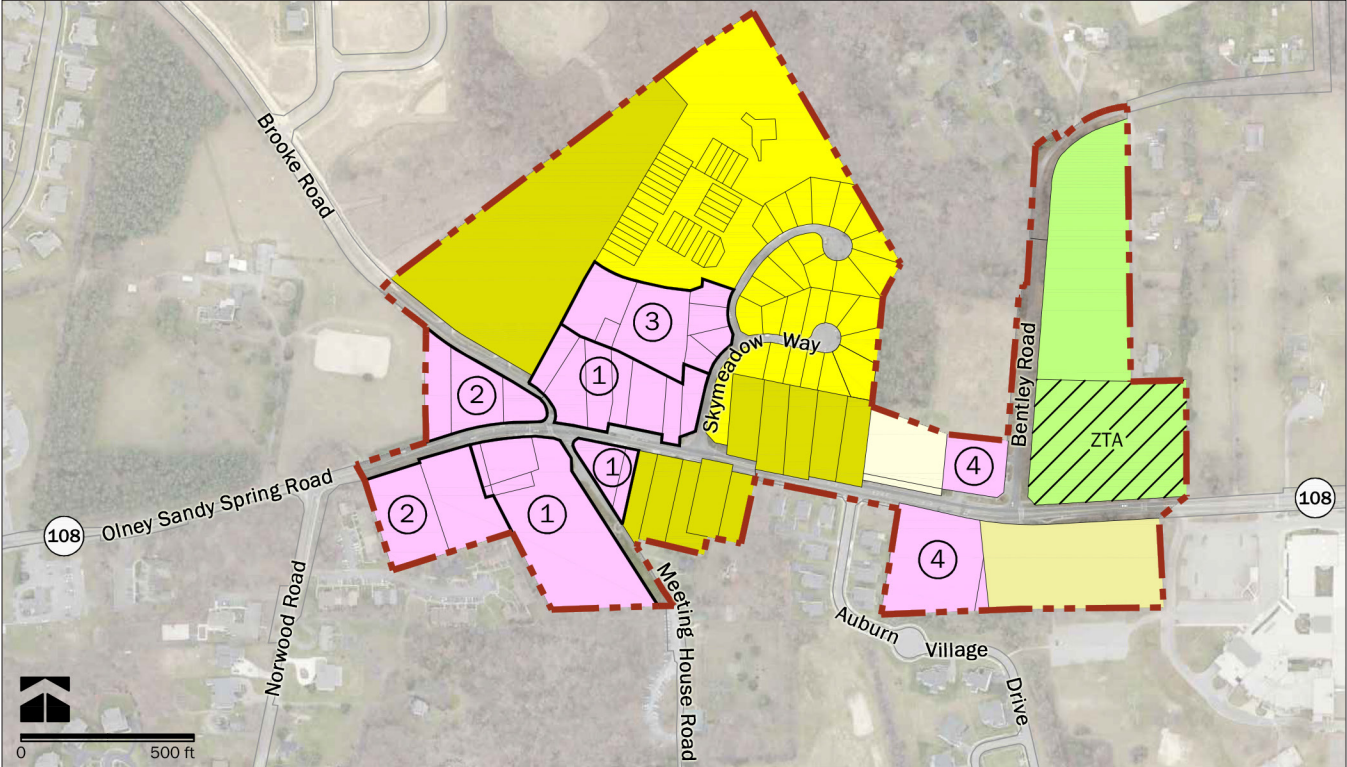 Brooke Road
3
1
2
Skymeadow Way
Bentley Road
ZTA
4
1
2
1
4
108
Olney Sandy Spring Road
108
Norwood Road
Meeting House Road
Auburn Village Drive
0 500 ft